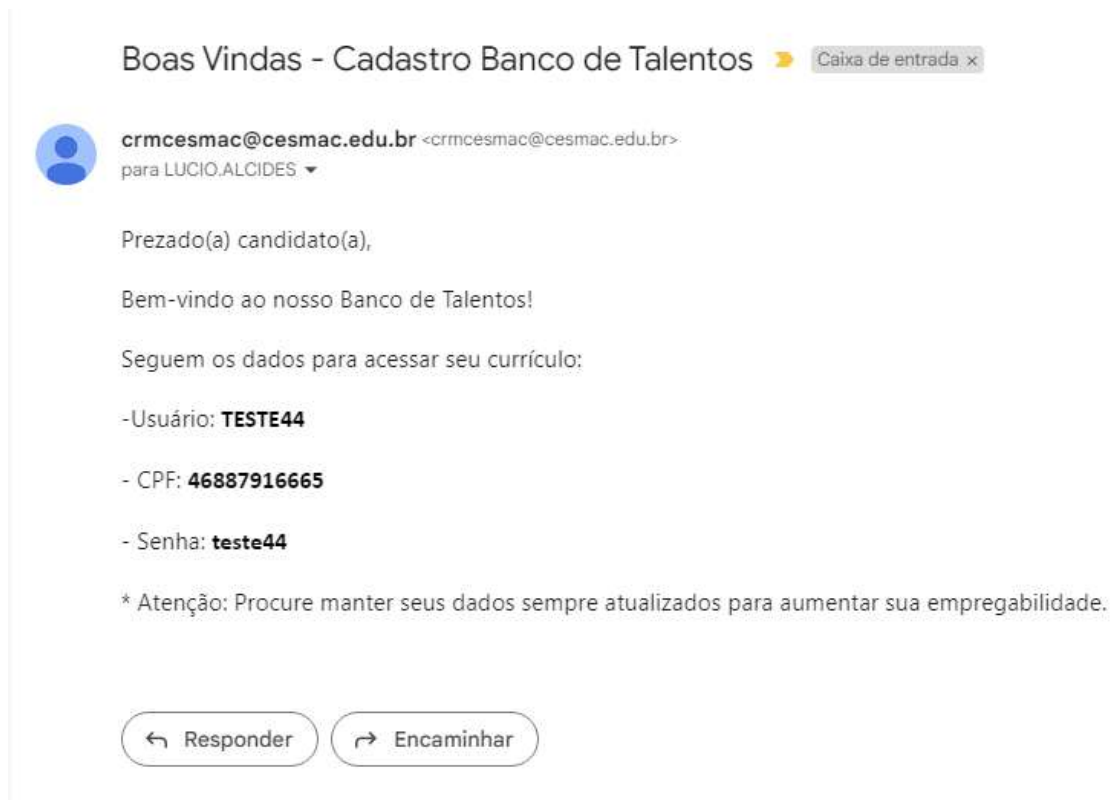 Boas Vindas - Cadastro Banco de Talentos Caixa de entrada ×
crmcesmac@cesmac.edu.br <crmcesmac@cesmac.edu.br>
para LUCIO.ALCIDES
Prezado(a) candidato(a),
Bem-vindo ao nosso Banco de Talentos!
Seguem os dados para acessar seu currículo:
-Usuário: TESTE44
- CPF: 46887916665
- Senha: teste44
* Atenção: Procure manter seus dados sempre atualizados para aumentar sua empregabilidade.
Responder Encaminhar